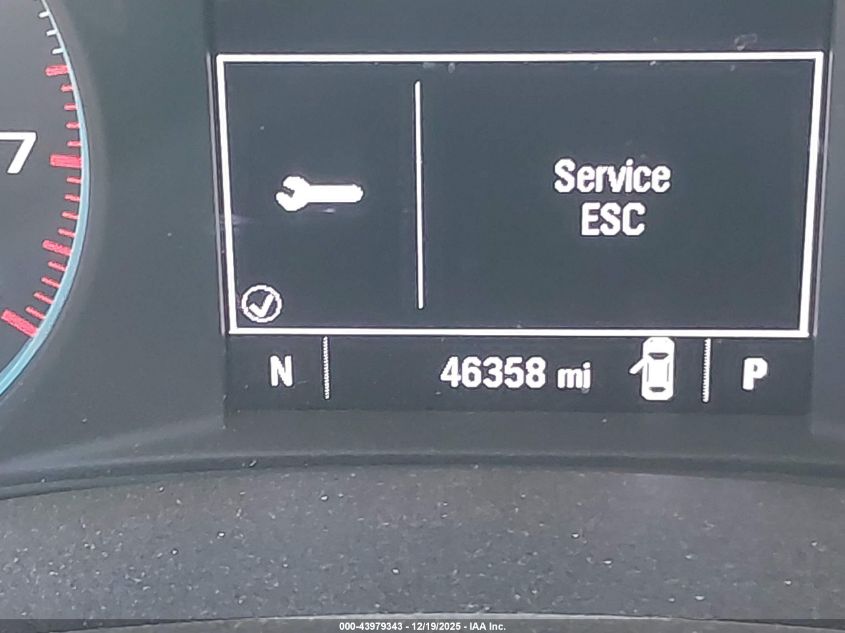 7
Service
ESC
N
46358 mi
P
000-43979343 - 12/19/2025 - IAA Inc.